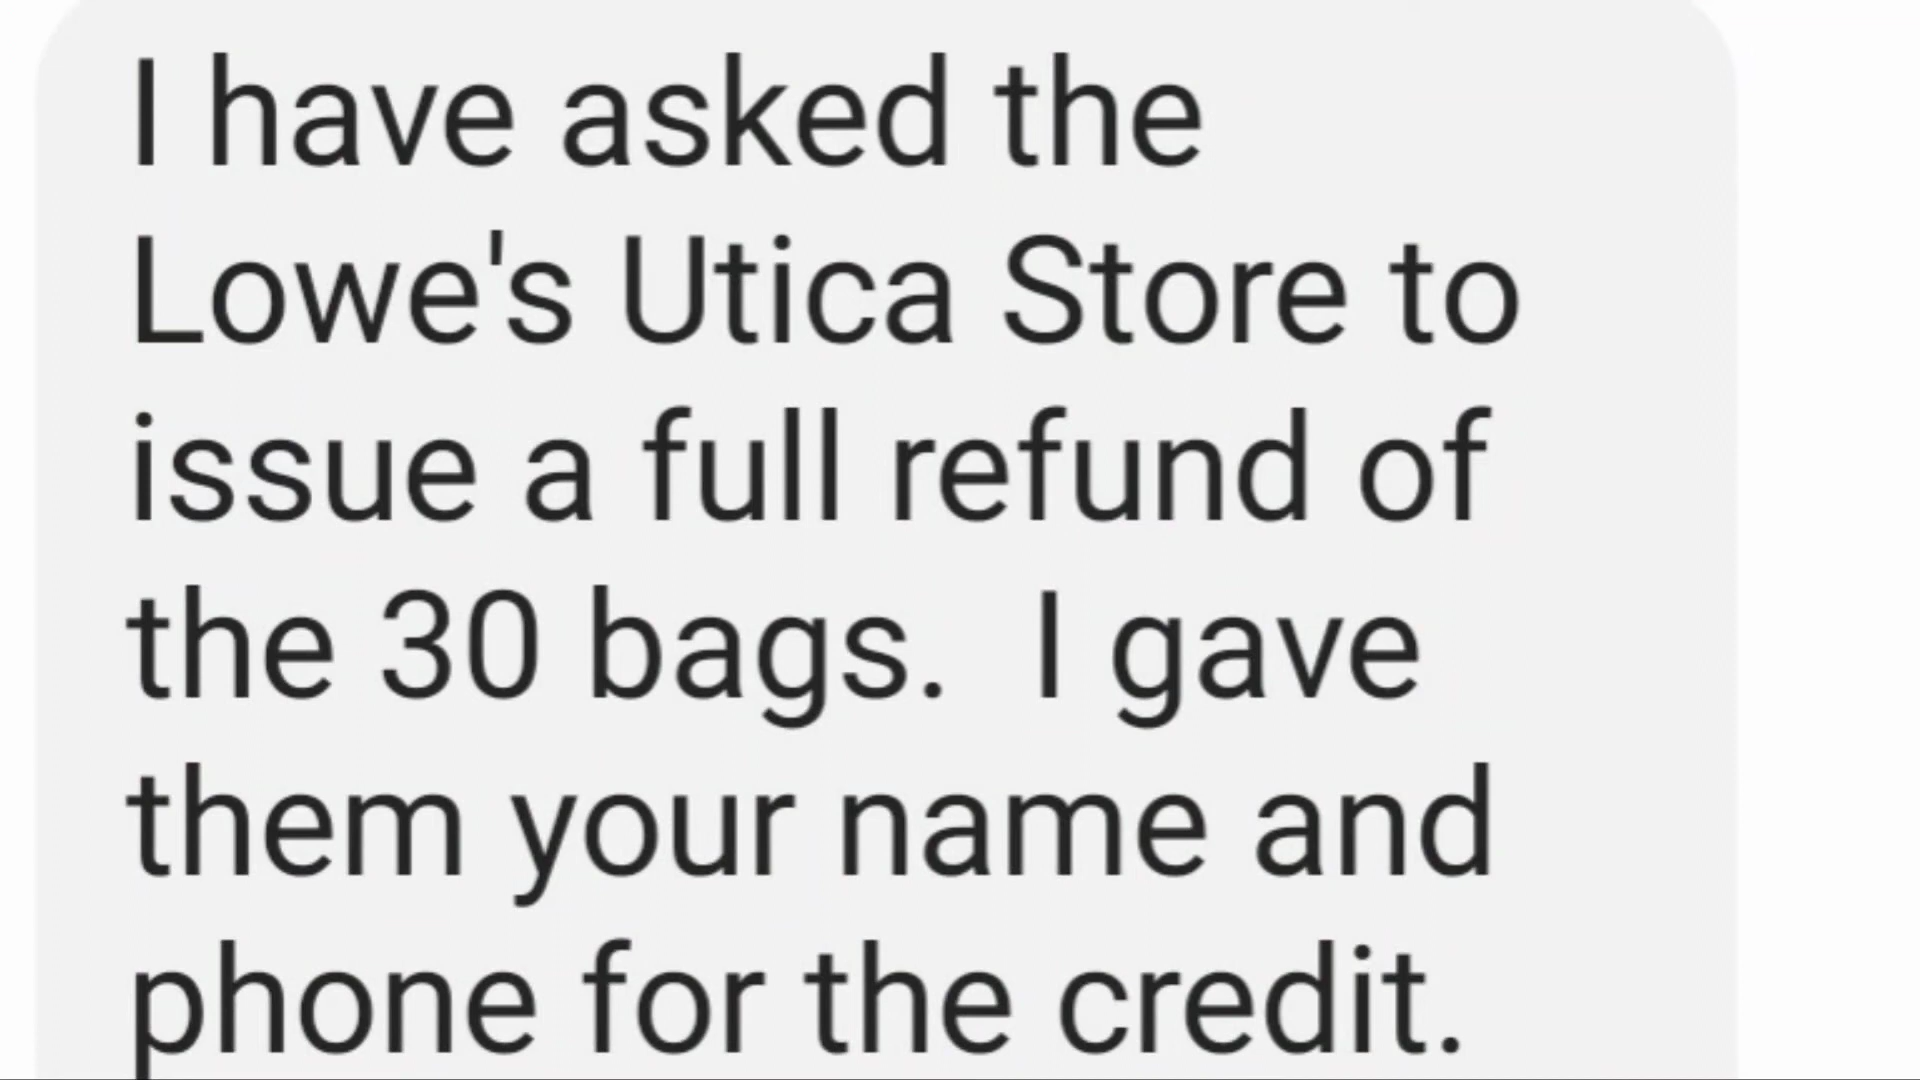 I have asked the
Lowe's Utica Store to
issue a full refund of
the 30 bags.  I gave
them your name and
phone for the credit.